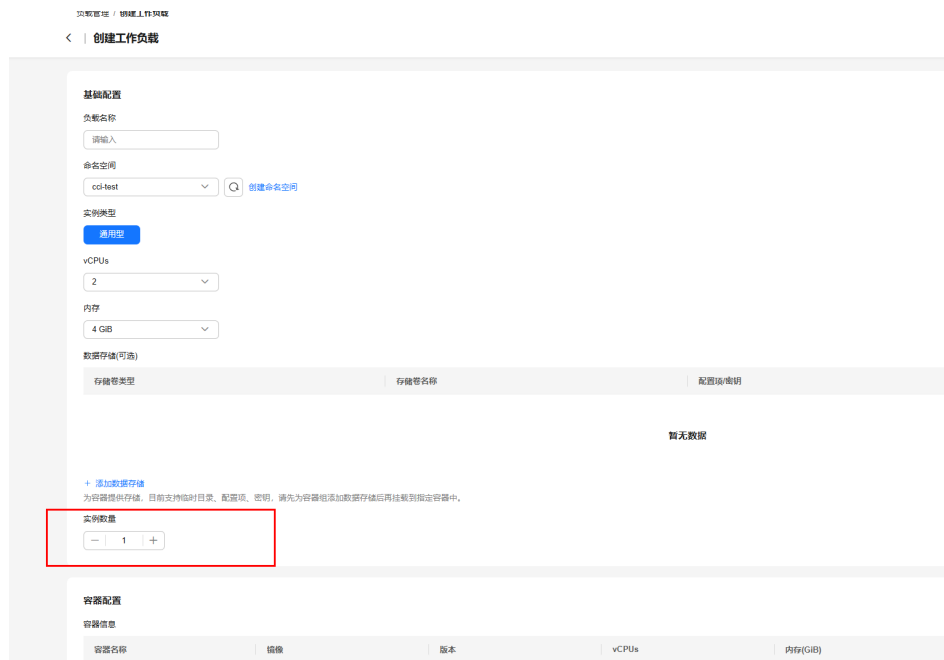 负载管理 / 创建工作负载
创建工作负载
基础配置
负载名称
请输入
命名空间
cci-test 创建命名空间
实例类型
通用型
vCPUs
2
内存
4 GiB
数据存储(可选)
存储卷类型 存储卷名称 配置项/密钥
暂无数据
+ 添加数据存储
为容器提供存储，目前支持临时目录、配置项、密钥，请先为容器组添加数据存储后再挂载到指定容器中。
实例数量
− 1 +
容器配置
容器信息
容器名称 镜像 版本 vCPUs 内存(GiB)